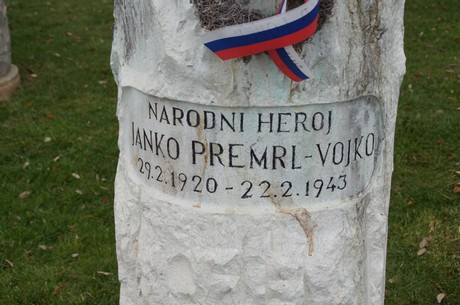 NARODNI HEROJ
JANKO PREMRL-VOJKO
29.2.1920 - 22.2.1943